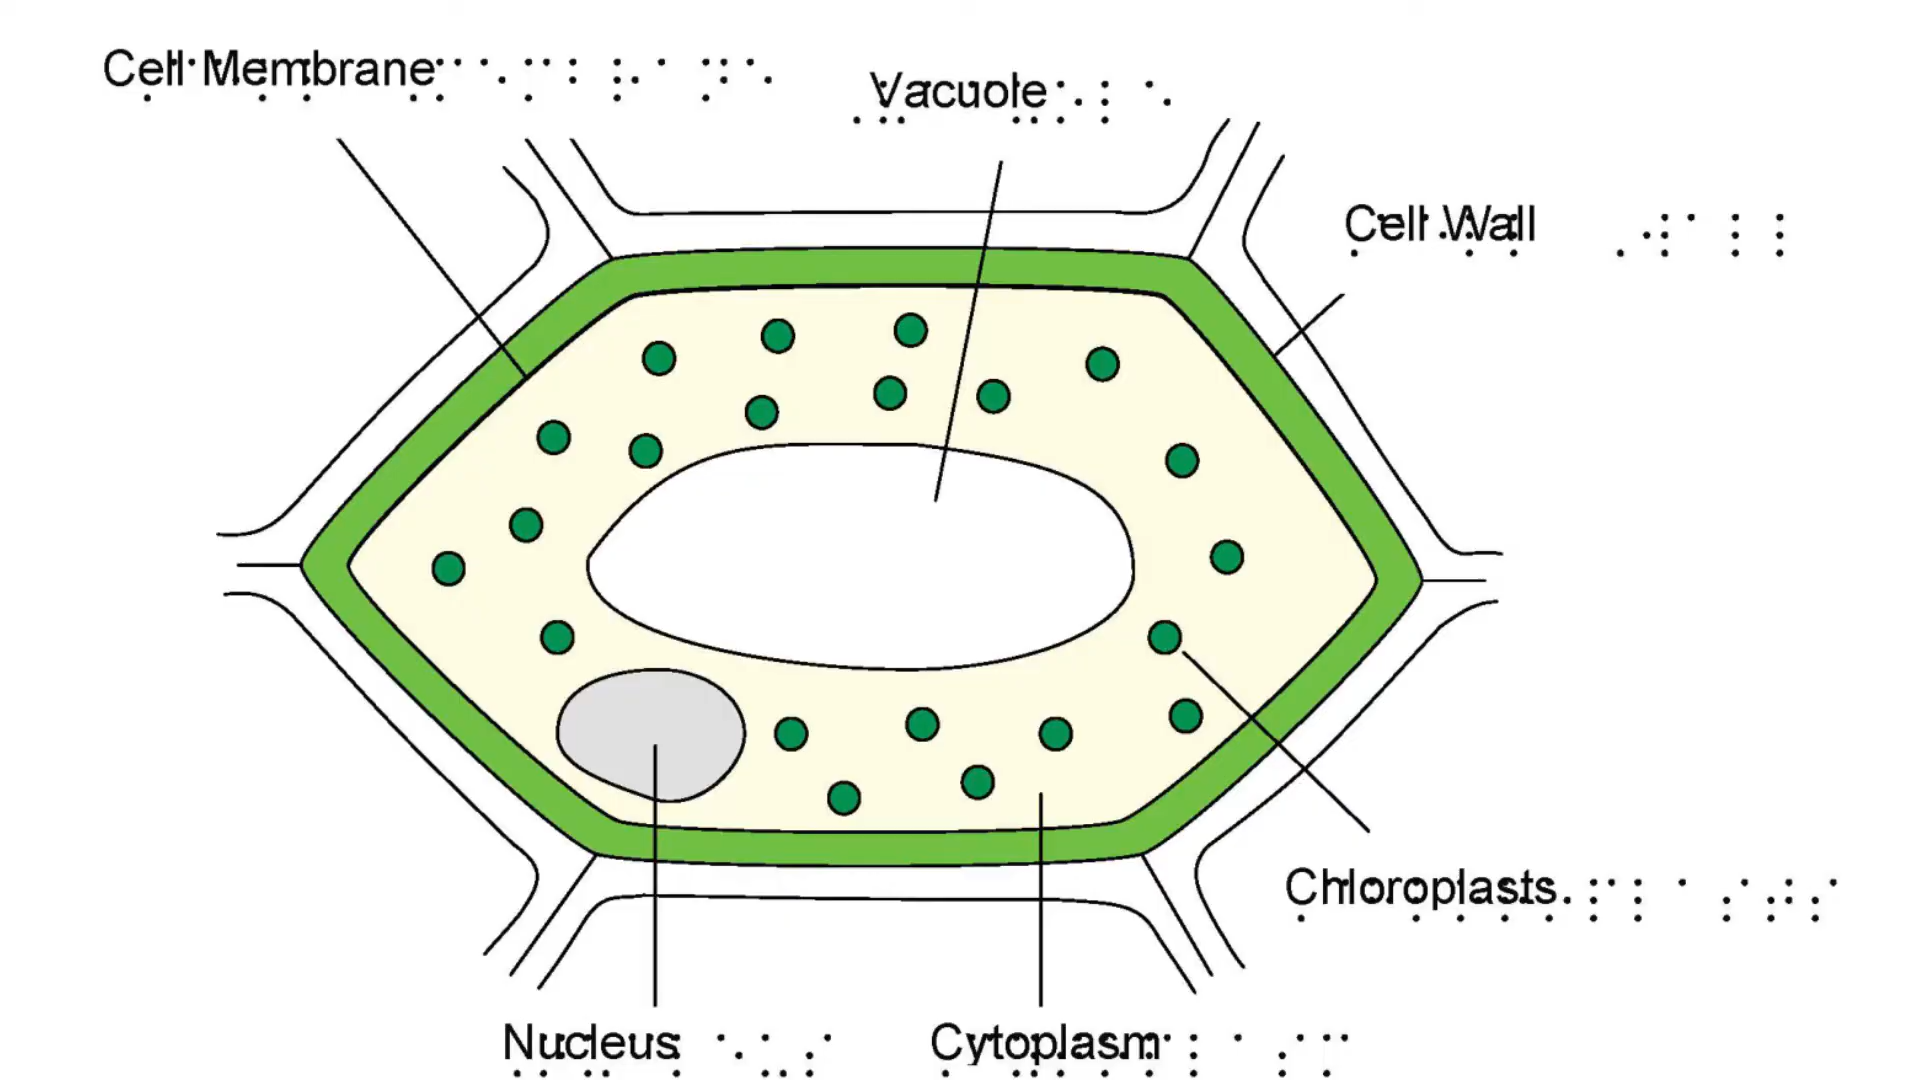 Cell Membrane
Vacuole
Cell Wall
Chloroplasts
Nucleus
Cytoplasm